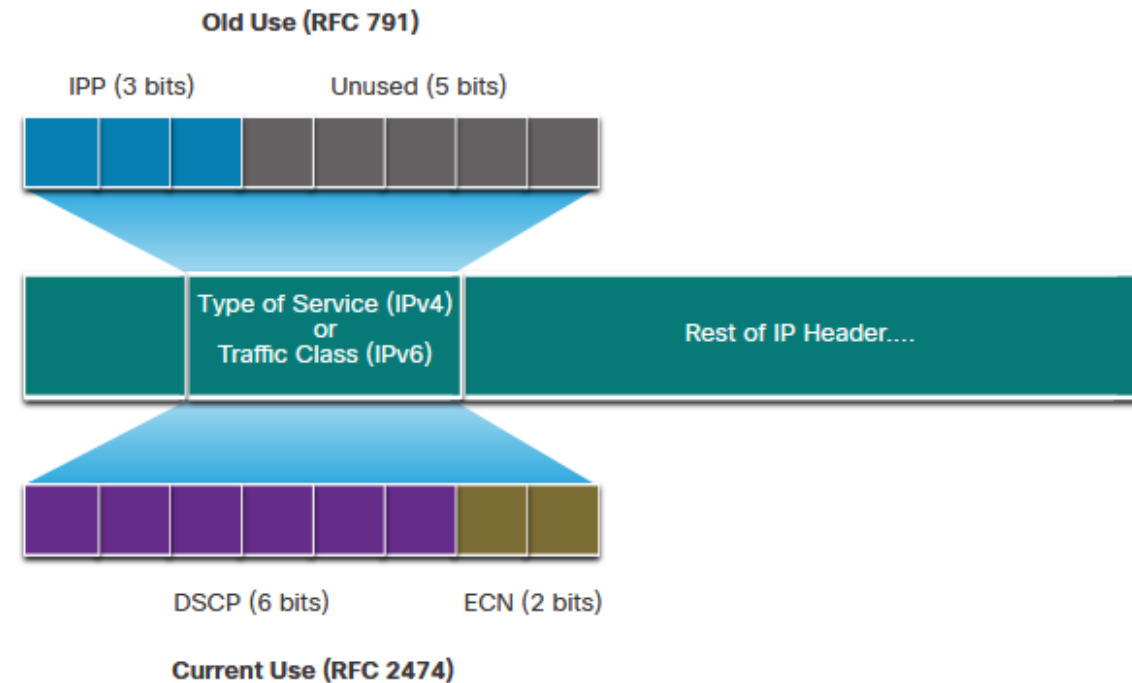 Old Use (RFC 791)
IPP (3 bits)
Unused (5 bits)
Type of Service (IPv4)
or
Traffic Class (IPv6)
Rest of IP Header....
DSCP (6 bits)
ECN (2 bits)
Current Use (RFC 2474)